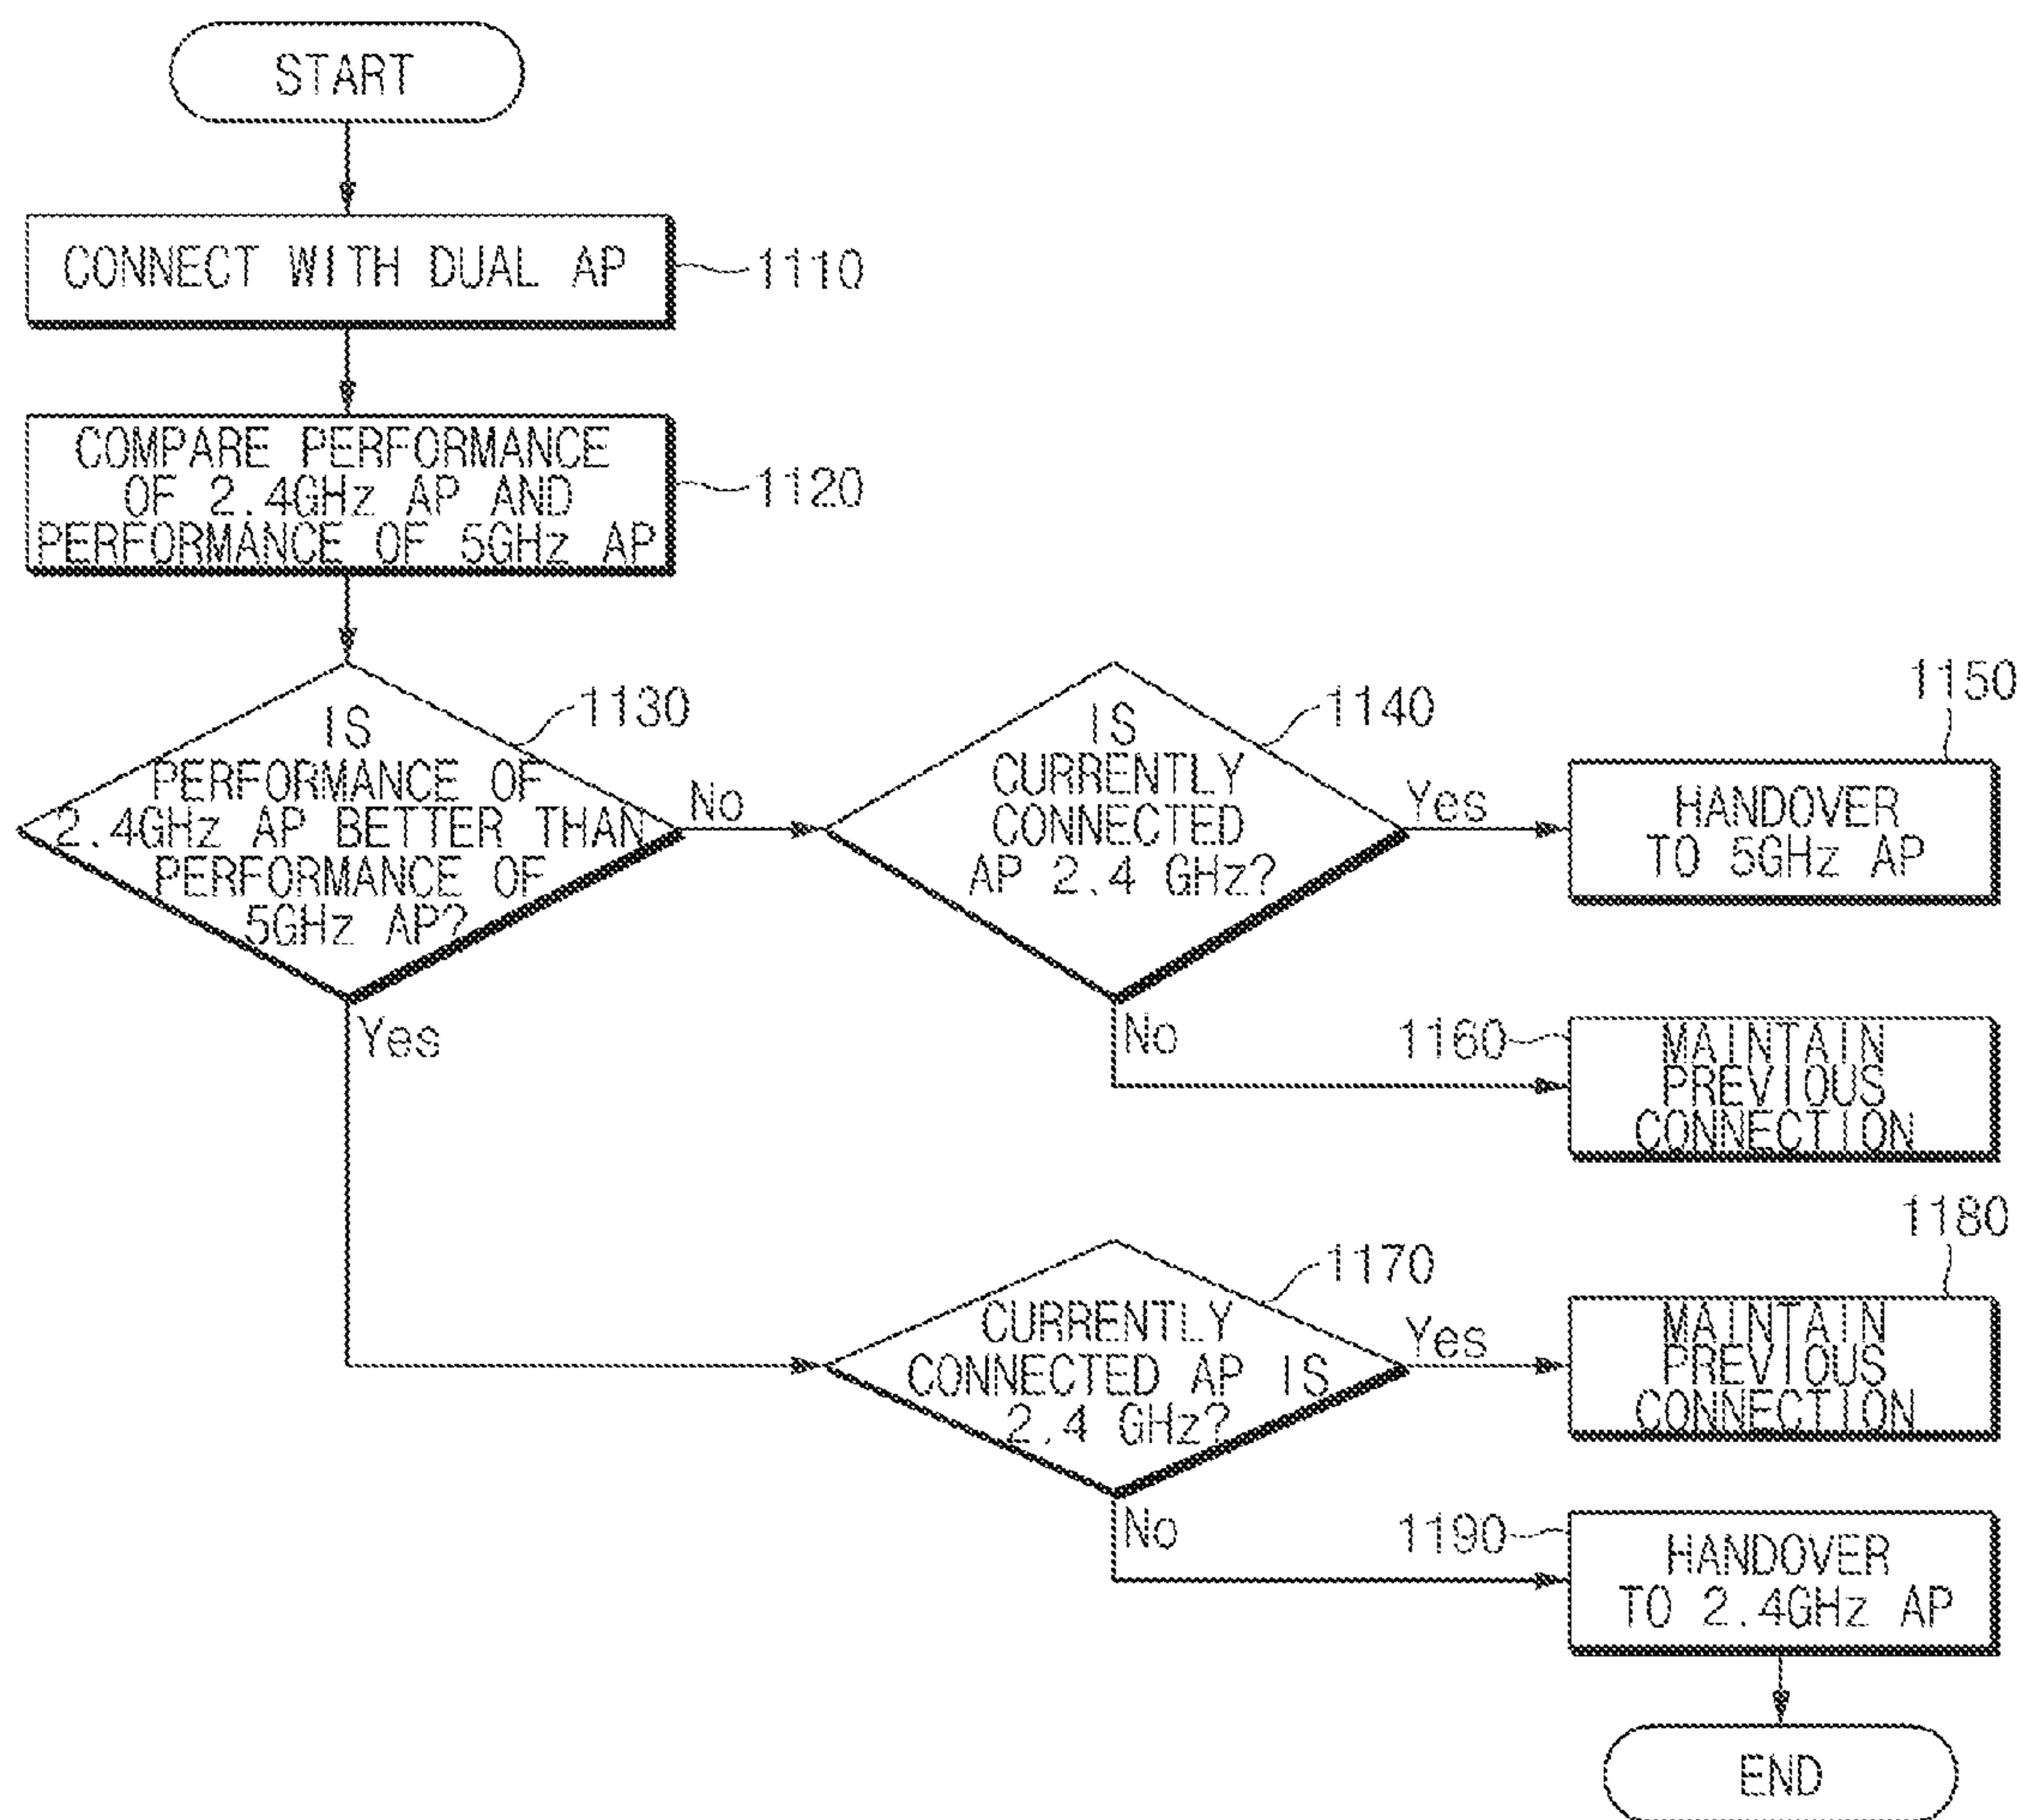 START
CONNECT WITH DUAL AP
1110
COMPARE PERFORMANCE
OF 2.4GHz AP AND
PERFORMANCE OF 5GHz AP
1120
IS
PERFORMANCE OF
2.4GHz AP BETTER THAN
PERFORMANCE OF
5GHz AP?
1130
No
Yes
IS
CURRENTLY
CONNECTED
AP 2.4 GHz?
1140
Yes
No
1150
HANDOVER
TO 5GHz AP
1160
MAINTAIN
PREVIOUS
CONNECTION
CURRENTLY
CONNECTED AP IS
2.4 GHz?
1170
Yes
No
1180
MAINTAIN
PREVIOUS
CONNECTION
1190
HANDOVER
TO 2.4GHz AP
END